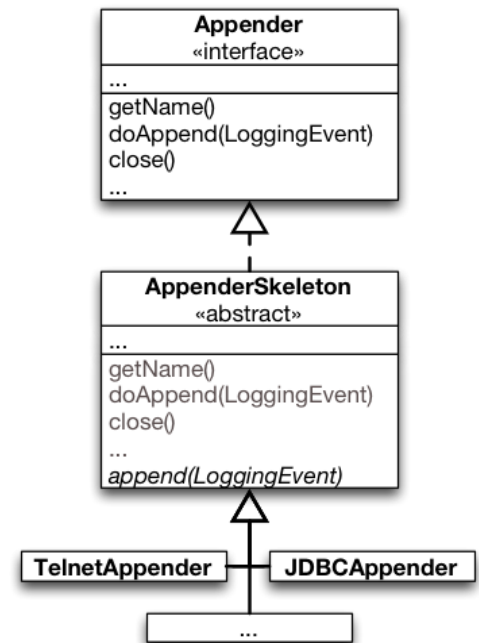 Appender
«interface»
...
getName()
doAppend(LoggingEvent)
close()
...
AppenderSkeleton
«abstract»
...
getName()
doAppend(LoggingEvent)
close()
...
append(LoggingEvent)
TelnetAppender
JDBCAppender
...